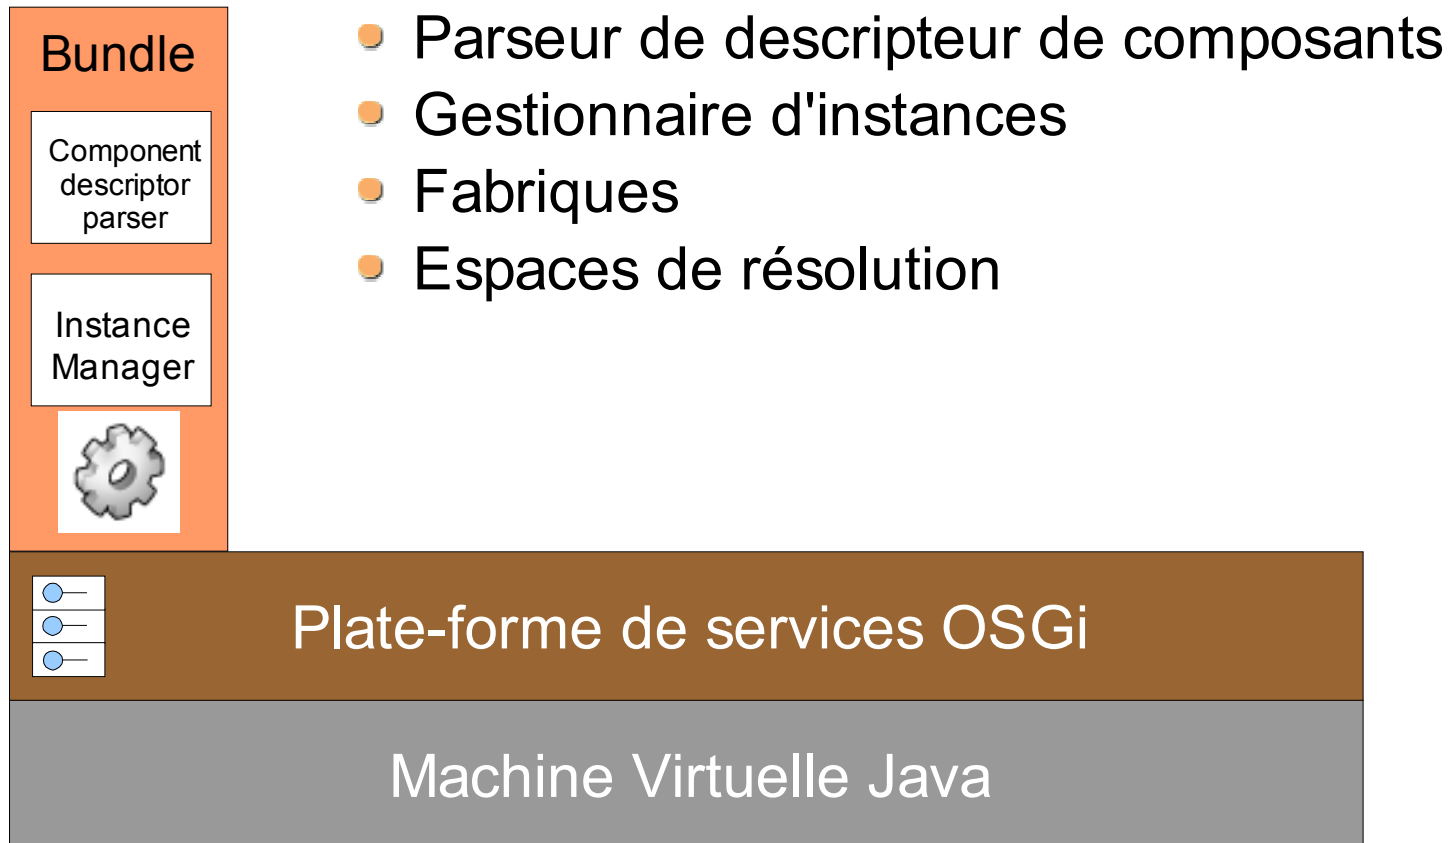 Bundle
Component
descriptor
parser
Instance
Manager
Parseur de descripteur de composants
Gestionnaire d'instances
Fabriques
Espaces de résolution
Plate-forme de services OSGi
Machine Virtuelle Java